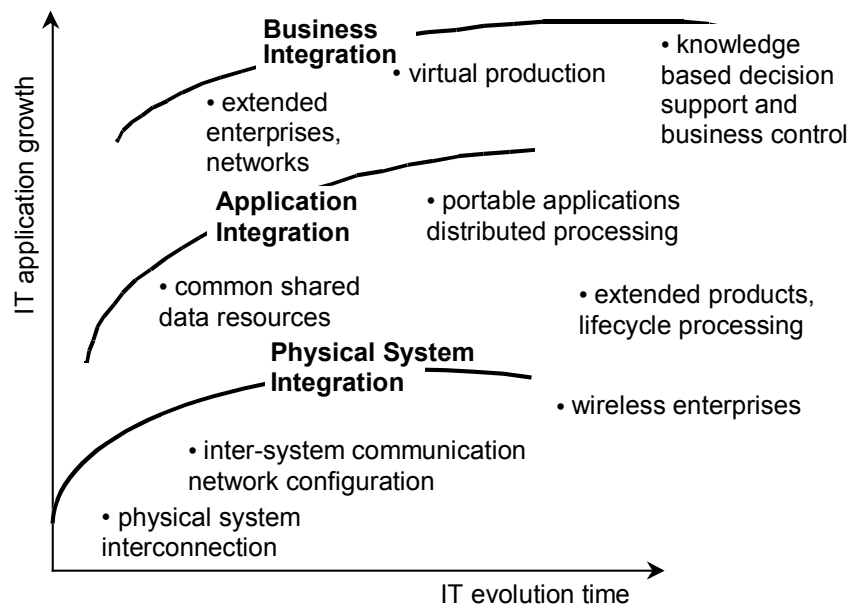 Business
Integration
• knowledge
based decision
support and
business control
• virtual production
• extended
enterprises,
networks
Application
Integration
• portable applications
distributed processing
• common shared
data resources
• extended products,
lifecycle processing
Physical System
Integration
• wireless enterprises
• inter-system communication
network configuration
• physical system
interconnection
IT application growth
IT evolution time